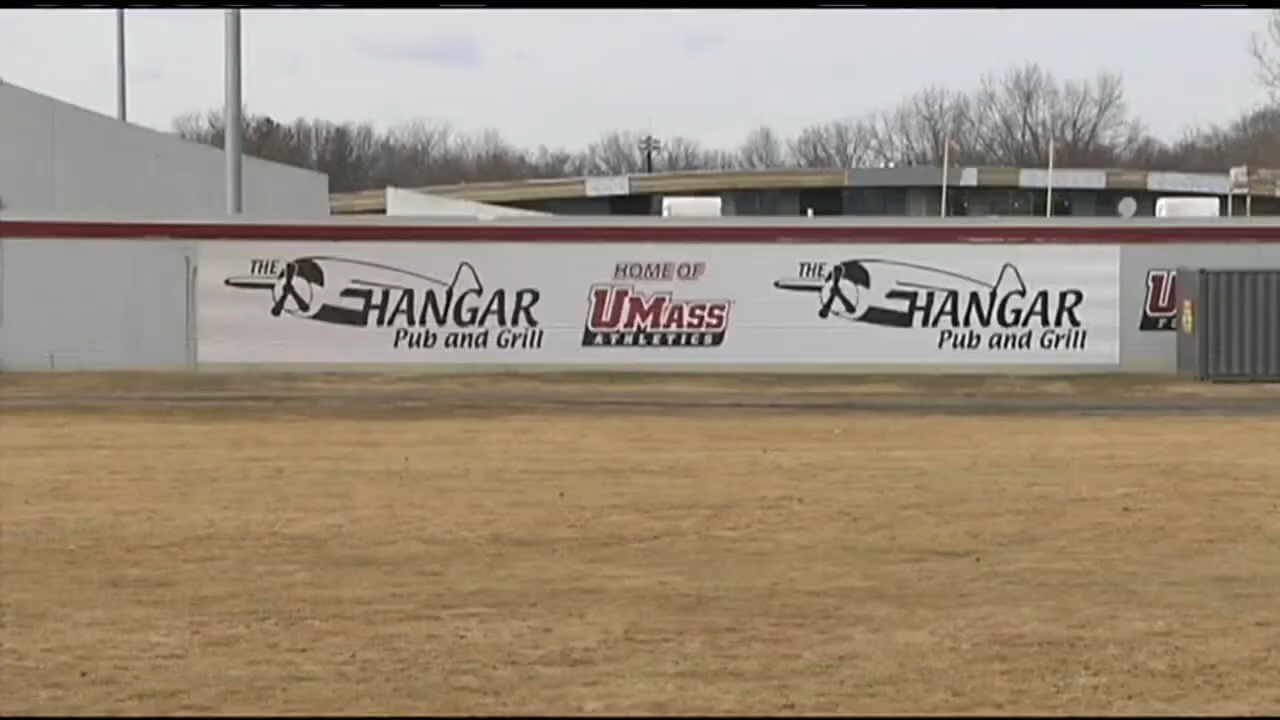 THE
HANGAR
Pub and Grill
HOME OF
UMASS
ATHLETICS
THE
HANGAR
Pub and Grill
U